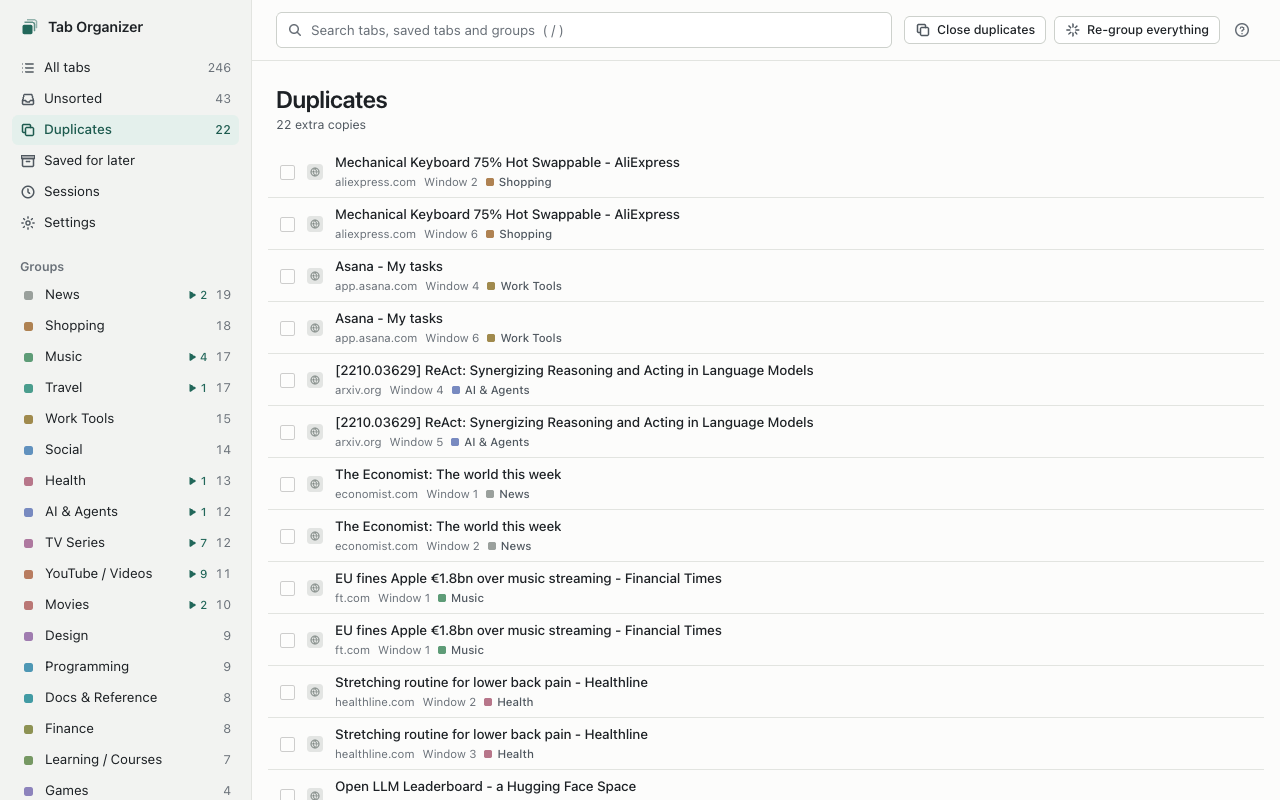 Tab Organizer
All tabs 246
Unsorted 43
Duplicates 22
Saved for later
Sessions
Settings
Groups
News 2 19
Shopping 18
Music 4 17
Travel 1 17
Work Tools 15
Social 14
Health 1 13
AI & Agents 1 12
TV Series 7 12
YouTube / Videos 9 11
Movies 2 10
Design 9
Programming 9
Docs & Reference 8
Finance 8
Learning / Courses 7
Games 4
Search tabs, saved tabs and groups ( / )
Close duplicates
Re-group everything
Duplicates
22 extra copies
Mechanical Keyboard 75% Hot Swappable - AliExpress
aliexpress.com Window 2 Shopping
Mechanical Keyboard 75% Hot Swappable - AliExpress
aliexpress.com Window 6 Shopping
Asana - My tasks
app.asana.com Window 4 Work Tools
Asana - My tasks
app.asana.com Window 6 Work Tools
[2210.03629] ReAct: Synergizing Reasoning and Acting in Language Models
arxiv.org Window 4 AI & Agents
[2210.03629] ReAct: Synergizing Reasoning and Acting in Language Models
arxiv.org Window 5 AI & Agents
The Economist: The world this week
economist.com Window 1 News
The Economist: The world this week
economist.com Window 2 News
EU fines Apple €1.8bn over music streaming - Financial Times
ft.com Window 1 Music
EU fines Apple €1.8bn over music streaming - Financial Times
ft.com Window 1 Music
Stretching routine for lower back pain - Healthline
healthline.com Window 2 Health
Stretching routine for lower back pain - Healthline
healthline.com Window 3 Health
Open LLM Leaderboard - a Hugging Face Space